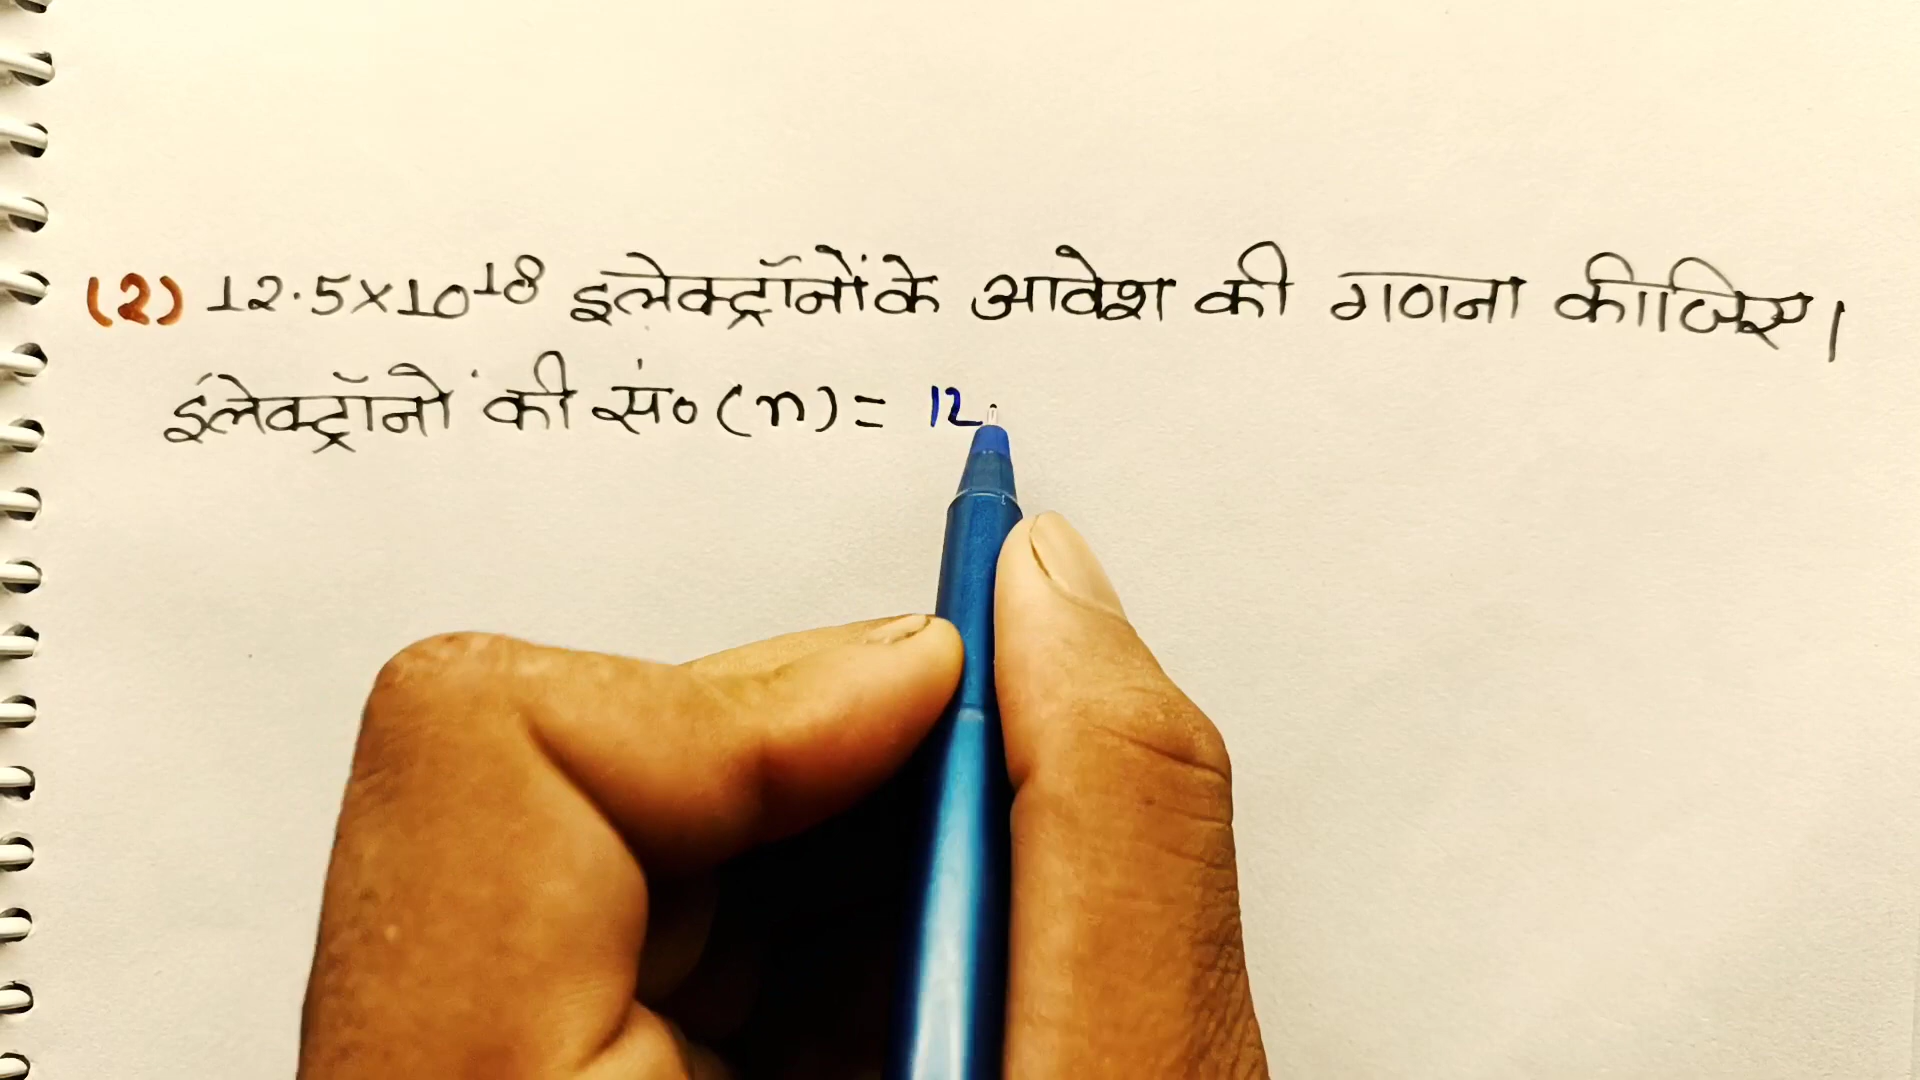 (2) 12.5×10¹⁸ इलेक्ट्रॉनों के आवेश की गणना कीजिए।
इलेक्ट्रॉनों की सं० (n) = 12.